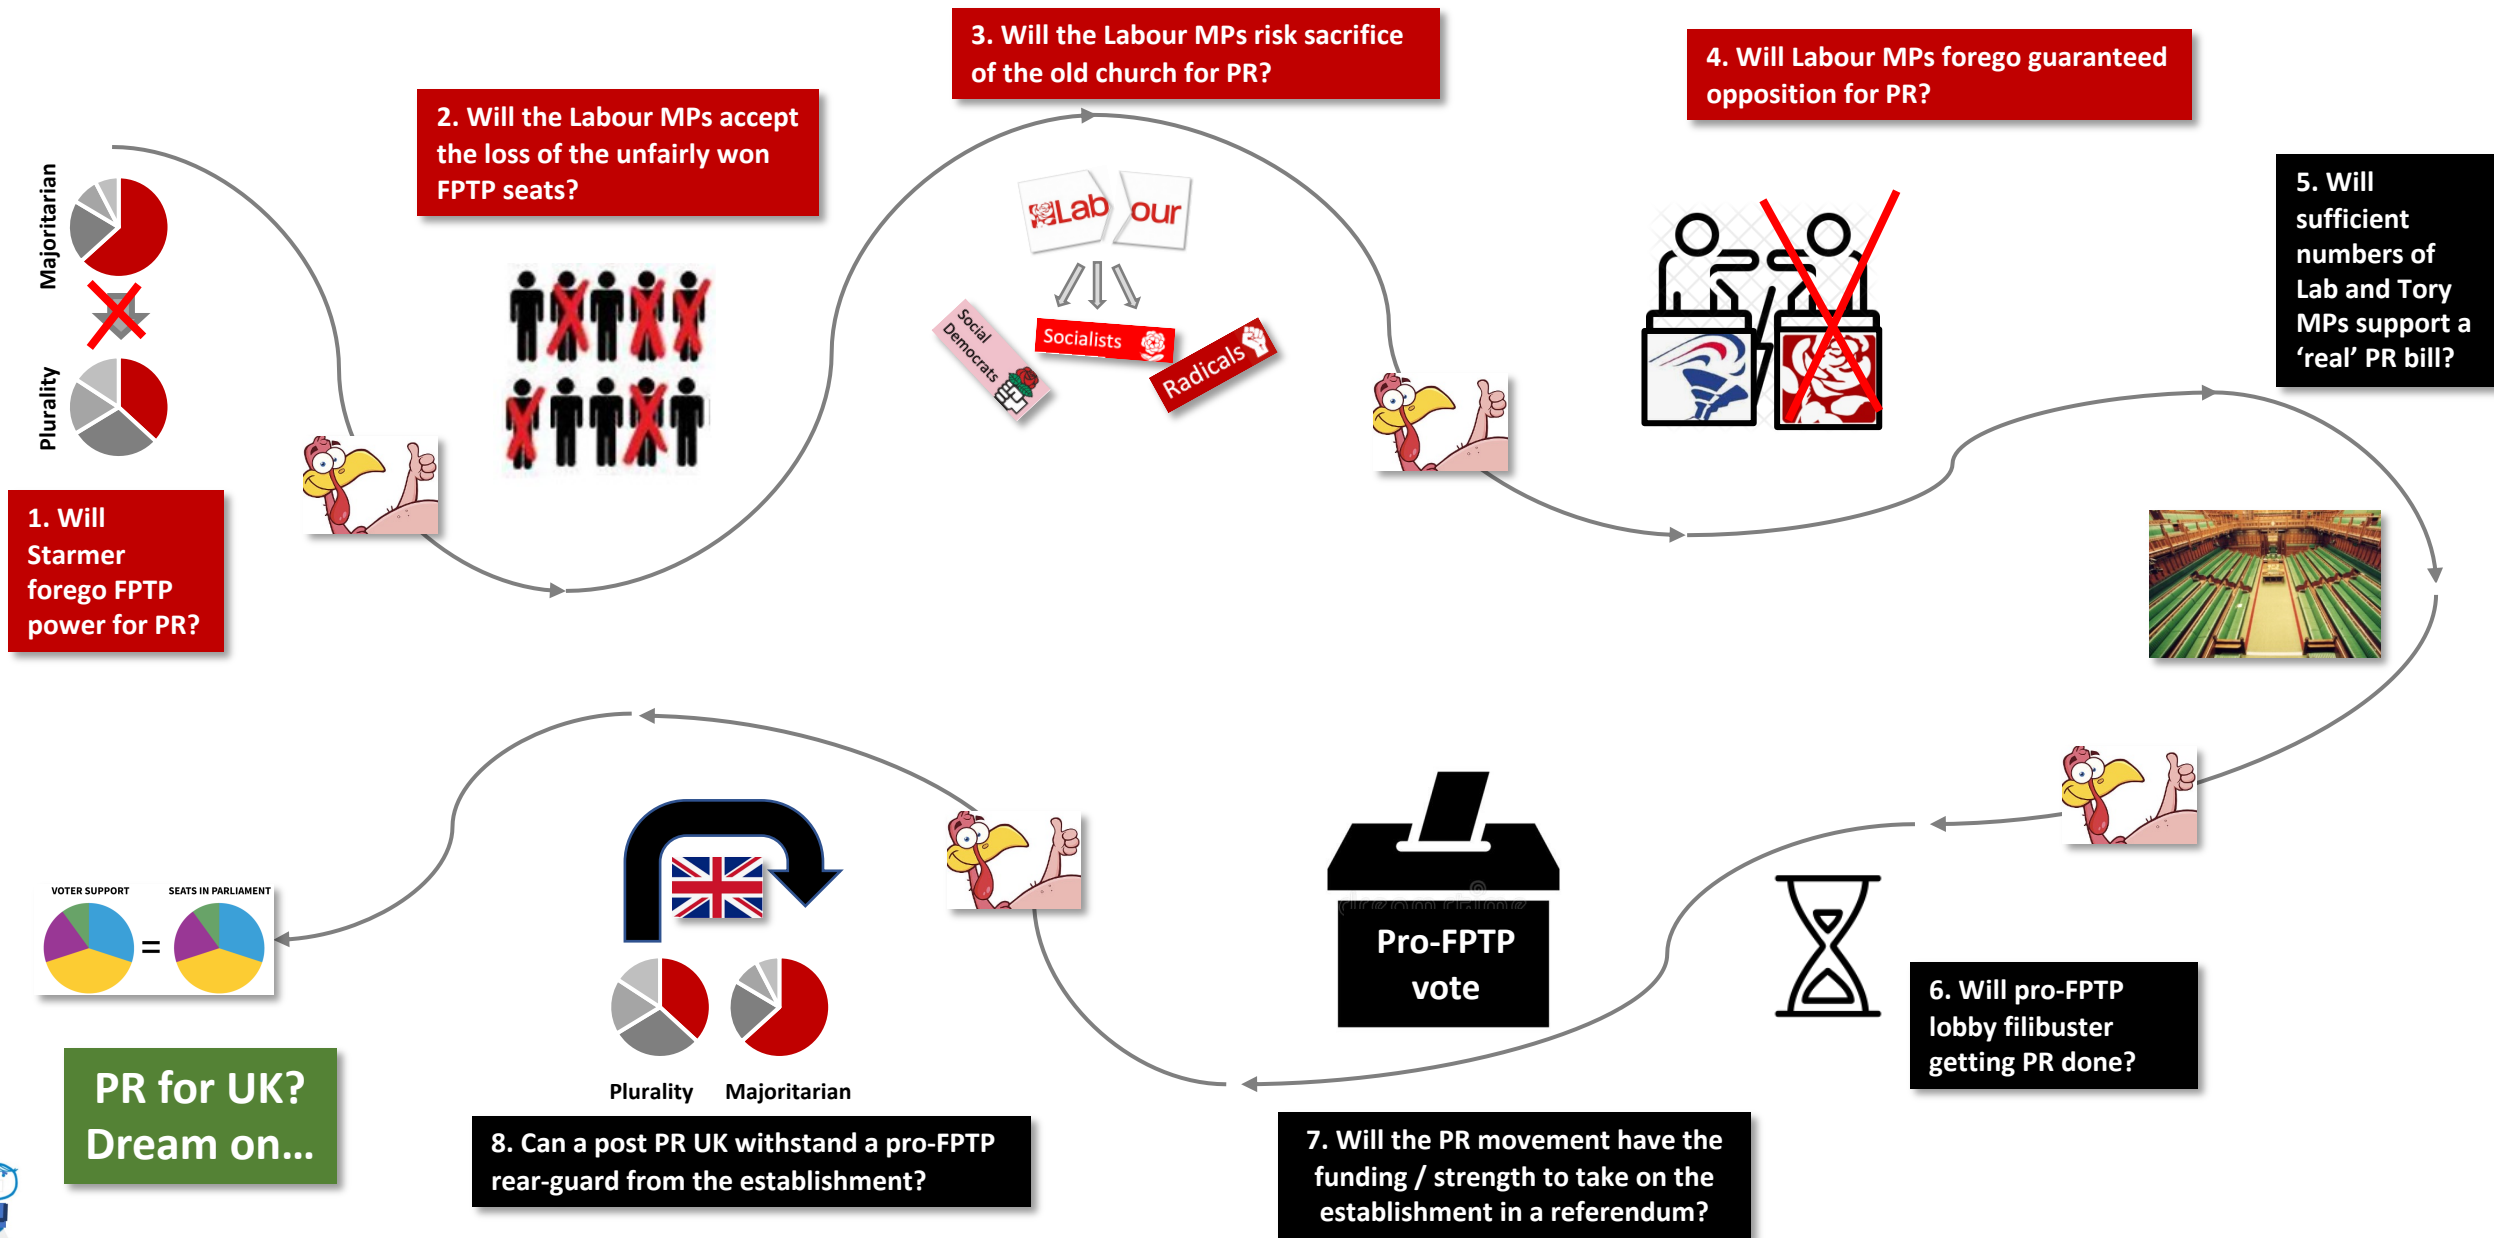 Majoritarian
Plurality
1. Will
Starmer
forego FPTP
power for PR?
2. Will the Labour MPs accept
the loss of the unfairly won
FPTP seats?
3. Will the Labour MPs risk sacrifice
of the old church for PR?
Lab our
Social
Democrats
Socialists
Radicals
4. Will Labour MPs forego guaranteed
opposition for PR?
5. Will
sufficient
numbers of
Lab and Tory
MPs support a
‘real’ PR bill?
6. Will pro-FPTP
lobby filibuster
getting PR done?
Pro-FPTP
vote
7. Will the PR movement have the
funding / strength to take on the
establishment in a referendum?
Plurality Majoritarian
8. Can a post PR UK withstand a pro-FPTP
rear-guard from the establishment?
VOTER SUPPORT SEATS IN PARLIAMENT
=
PR for UK?
Dream on...